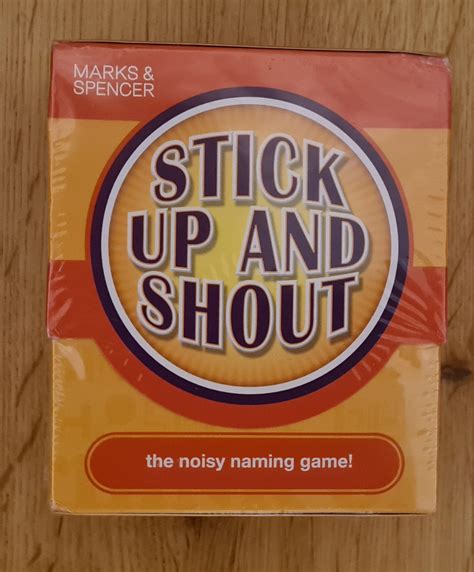 MARKS &
SPENCER
STICK
UP AND
SHOUT
the noisy naming game!